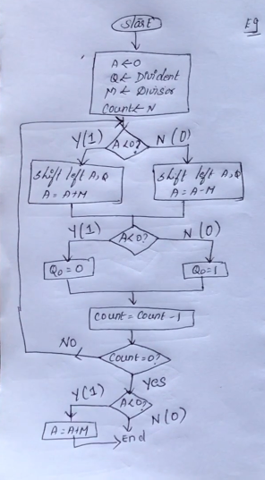 Start
Eg
A ← 0
Q ← Divident
M ← Divisor
Count ← N
A<0?
Y(1)
N(0)
Shift left A, Q
A = A+M
Shift left A, Q
A = A-M
A<0?
Y(1)
N(0)
Q0 = 0
Q0 = 1
Count = Count - 1
Count = 0?
NO
Yes
A<0?
Y(1)
N(0)
A = A+M
End